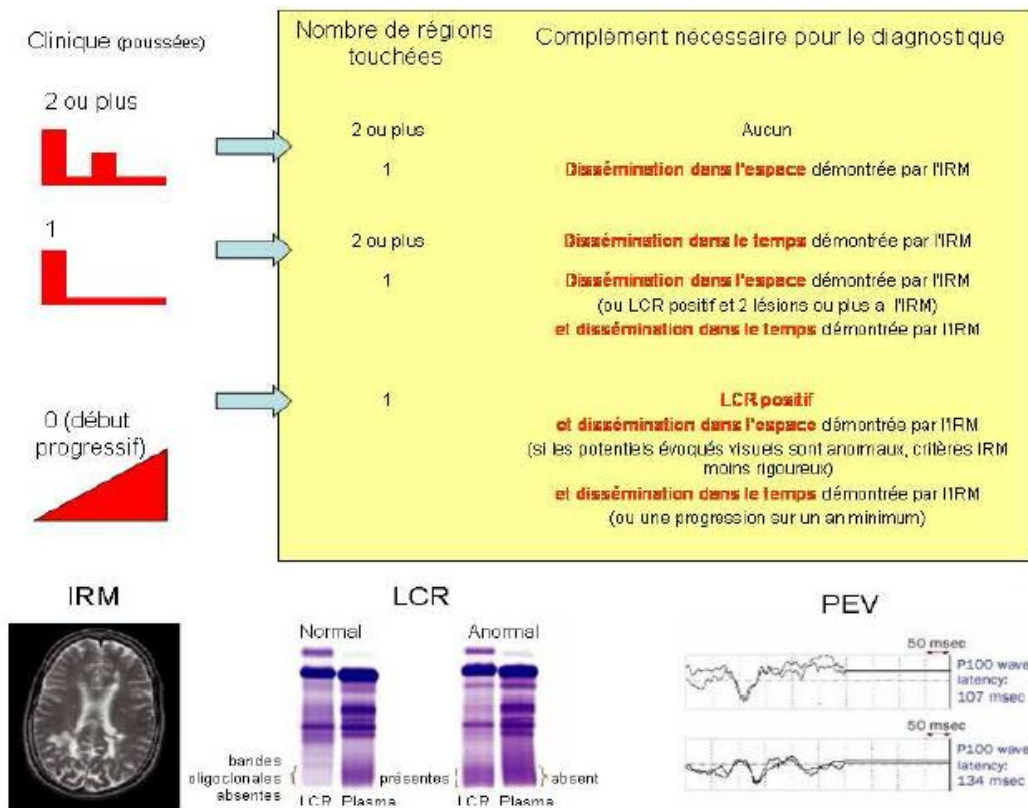 Clinique (poussées)
Nombre de régions
touchées
Complément nécessaire pour le diagnostique
2 ou plus
2 ou plus
Aucun
1
Dissémination dans l'espace démontrée par l'IRM
1
2 ou plus
Dissémination dans le temps démontrée par l'IRM
1
Dissémination dans l'espace démontrée par l'IRM
(ou LCR positif et 2 lésions ou plus a l'IRM)
et dissémination dans le temps démontrée par l'IRM
0 (début
progressif)
1
LCR positif
et dissémination dans l'espace démontrée par l'IRM
(si les potentiels évoqués visuels sont anormaux, critères IRM
moins rigoureux)
et dissémination dans le temps démontrée par l'IRM
(ou une progression sur un an minimum)
IRM
LCR
PEV
Normal
Anormal
bandes
oligoclonales
absentes
présentes
absent
LCR Plasma
LCR Plasma
50 msec
P100 wave
latency:
107 msec
50 msec
P100 wave
latency:
134 msec